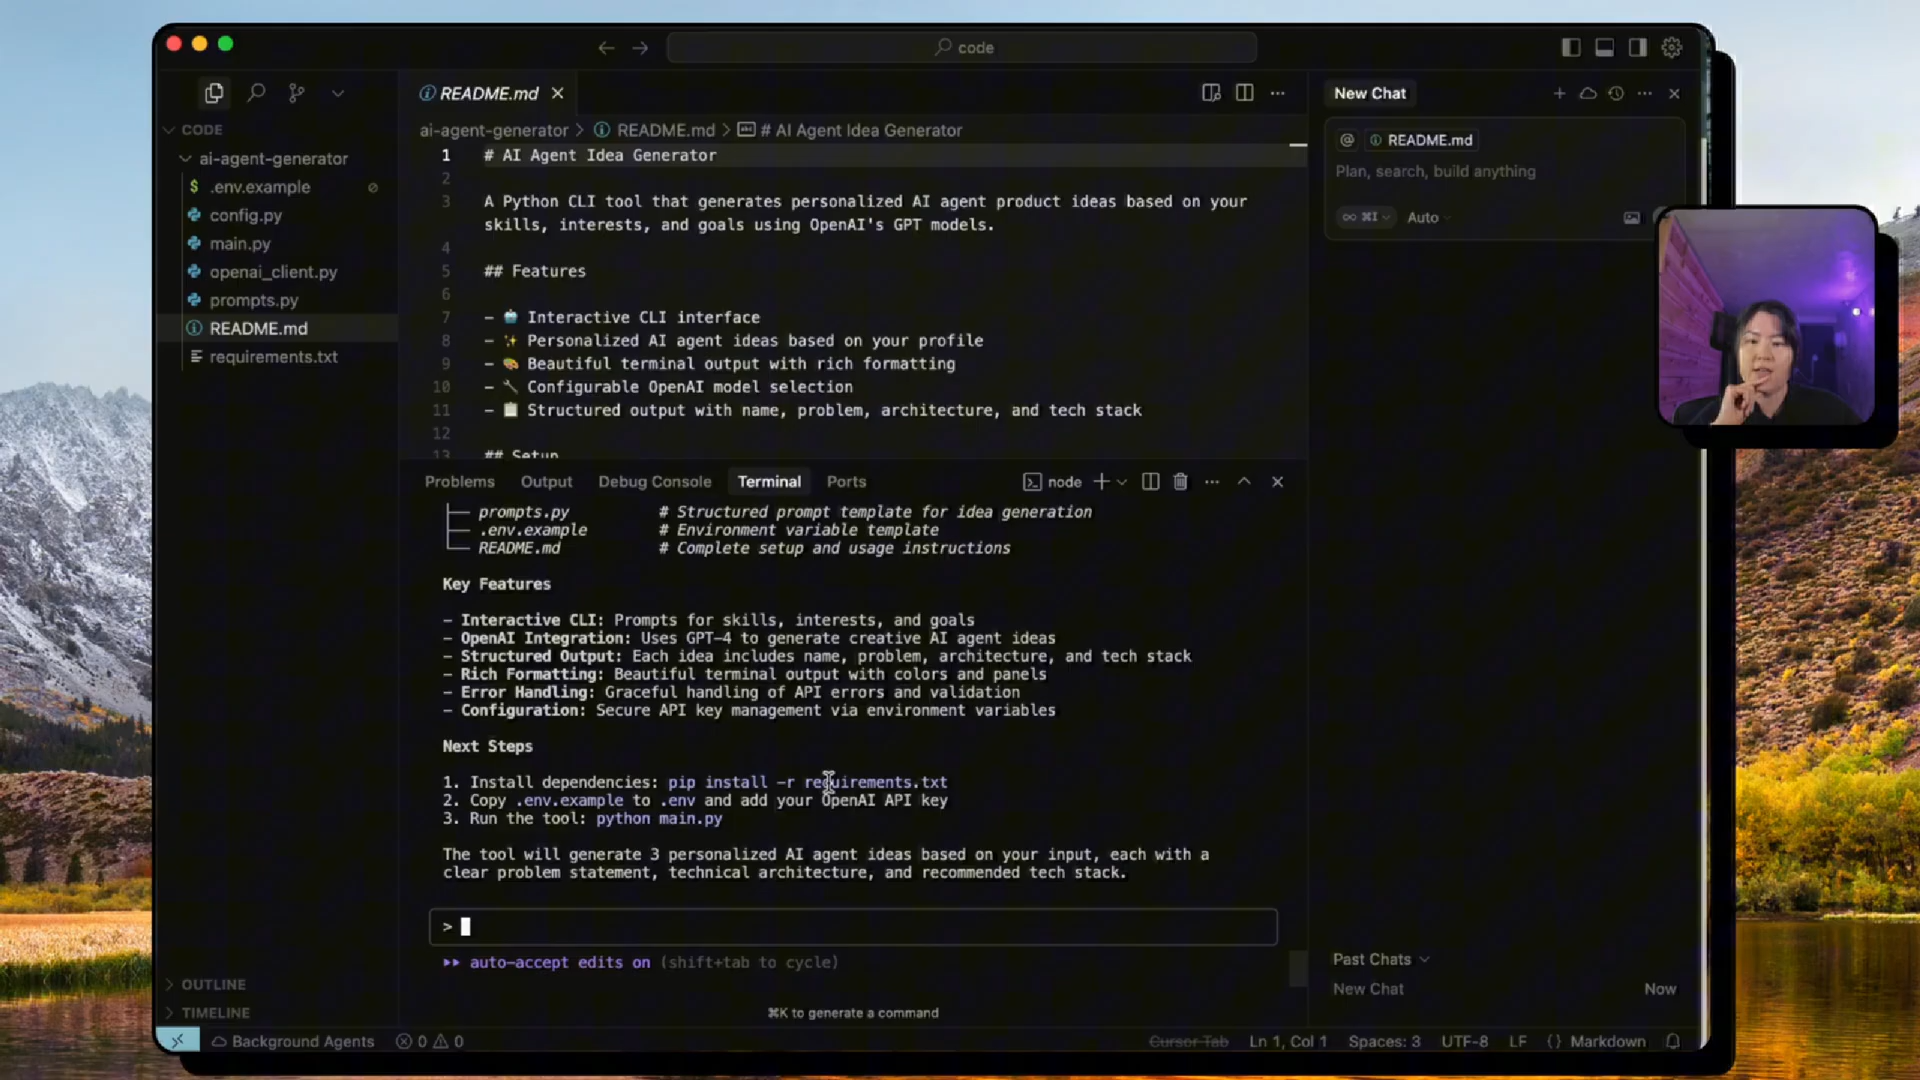 code
CODE
ai-agent-generator
.env.example
config.py
main.py
openai_client.py
prompts.py
README.md
requirements.txt
OUTLINE
TIMELINE
README.md
ai-agent-generator > README.md > # AI Agent Idea Generator
1 # AI Agent Idea Generator
2
3 A Python CLI tool that generates personalized AI agent product ideas based on your
skills, interests, and goals using OpenAI's GPT models.
4
5 ## Features
6
7 - 🤖 Interactive CLI interface
8 - ✨ Personalized AI agent ideas based on your profile
9 - 🎨 Beautiful terminal output with rich formatting
10 - 🔧 Configurable OpenAI model selection
11 - 📋 Structured output with name, problem, architecture, and tech stack
12
13 ## Setup
Problems Output Debug Console Terminal Ports
node
├── prompts.py # Structured prompt template for idea generation
├── .env.example # Environment variable template
└── README.md # Complete setup and usage instructions
Key Features
- Interactive CLI: Prompts for skills, interests, and goals
- OpenAI Integration: Uses GPT-4 to generate creative AI agent ideas
- Structured Output: Each idea includes name, problem, architecture, and tech stack
- Rich Formatting: Beautiful terminal output with colors and panels
- Error Handling: Graceful handling of API errors and validation
- Configuration: Secure API key management via environment variables
Next Steps
1. Install dependencies: pip install -r requirements.txt
2. Copy .env.example to .env and add your OpenAI API key
3. Run the tool: python main.py
The tool will generate 3 personalized AI agent ideas based on your input, each with a
clear problem statement, technical architecture, and recommended tech stack.
>
auto-accept edits on (shift+tab to cycle)
⌘K to generate a command
New Chat
@ README.md
Plan, search, build anything
∞ ⌘I Auto
Past Chats
New Chat Now
Background Agents 0 0
Cursor Tab Ln 1, Col 1 Spaces: 3 UTF-8 LF {} Markdown